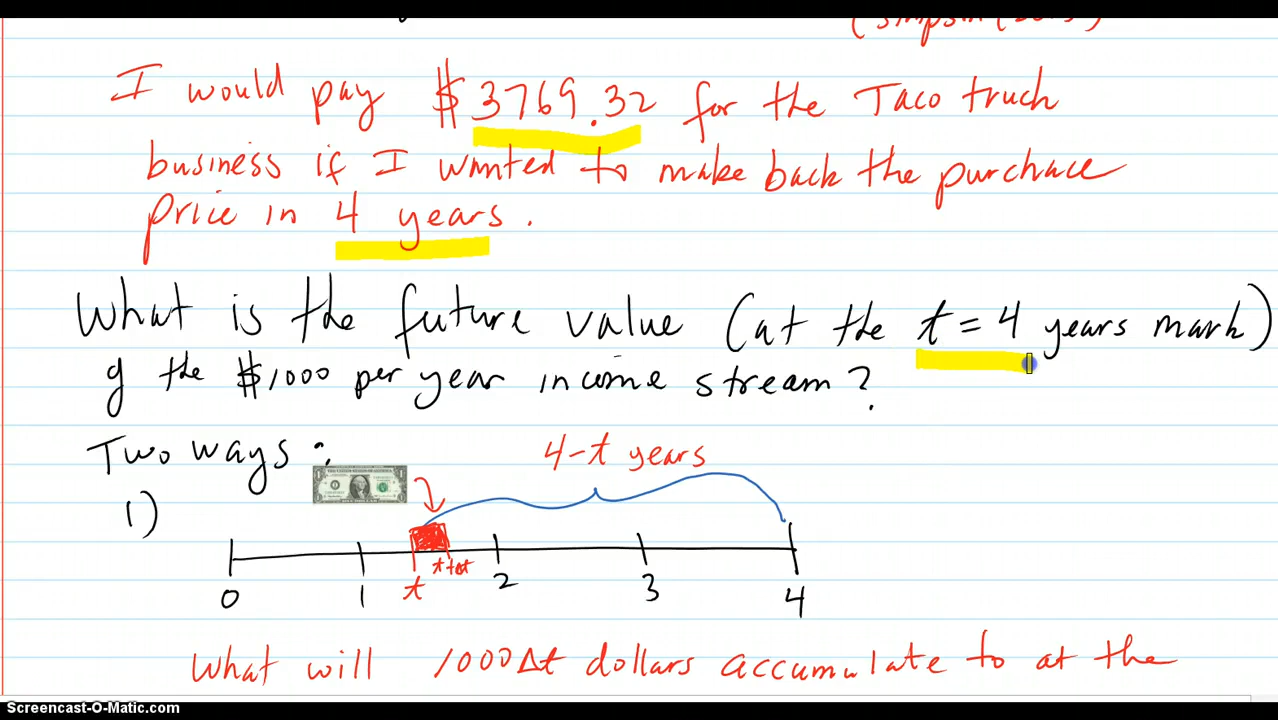 I would pay $3769.32 for the Taco truck
business if I wanted to make back the purchace
price in 4 years.
What is the future value (at the t = 4 years mark)
of the $1000 per year income stream?
Two ways:
4-t years
1)
t t+Δt
0 1 2 3 4
What will 1000Δt dollars accumulate to at the
Screencast-O-Matic.com